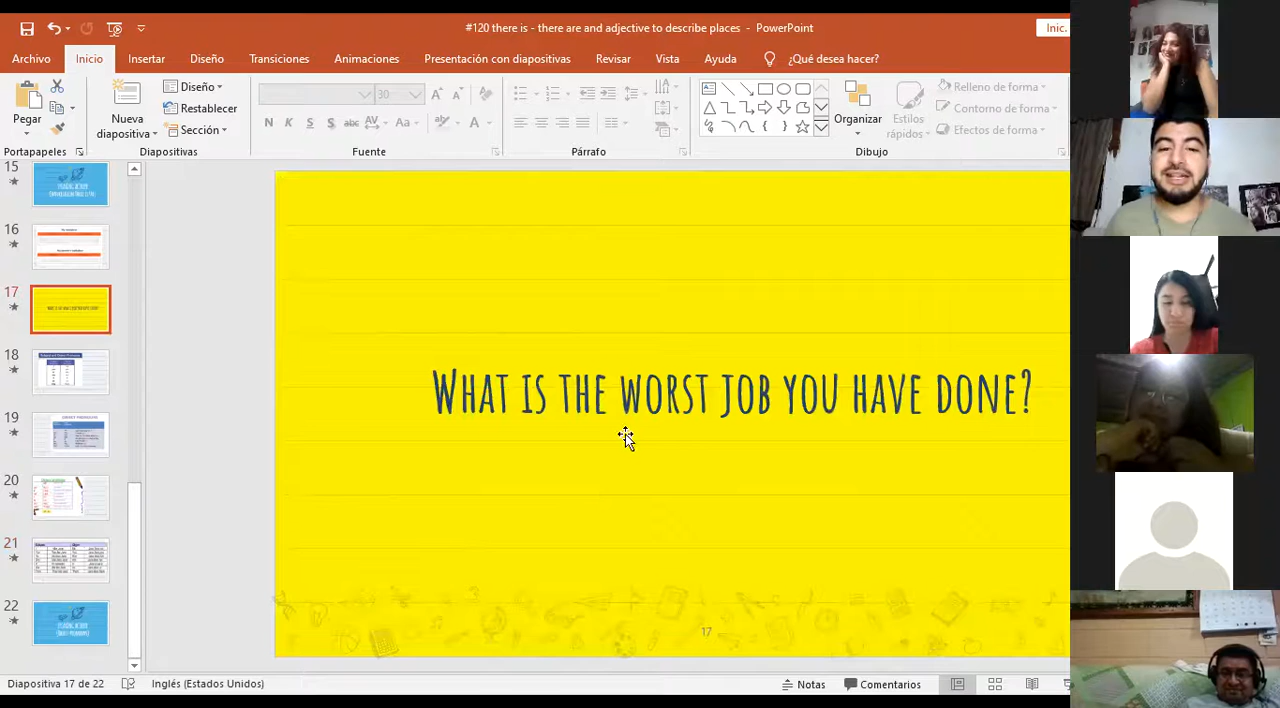 #120 there is - there are and adjective to describe places - PowerPoint
Inic.
Archivo Inicio Insertar Diseño Transiciones Animaciones Presentación con diapositivas Revisar Vista Ayuda ¿Qué desea hacer?
Pegar
Portapapeles
Nueva diapositiva
Diseño
Restablecer
Sección
Diapositivas
30
N K S S abc AV Aa A
Fuente
Párrafo
Organizar
Estilos rápidos
Dibujo
Relleno de forma
Contorno de forma
Efectos de forma
15
16
17
18
19
20
21
22
What is the worst job you have done?
17
Diapositiva 17 de 22
Inglés (Estados Unidos)
Notas
Comentarios